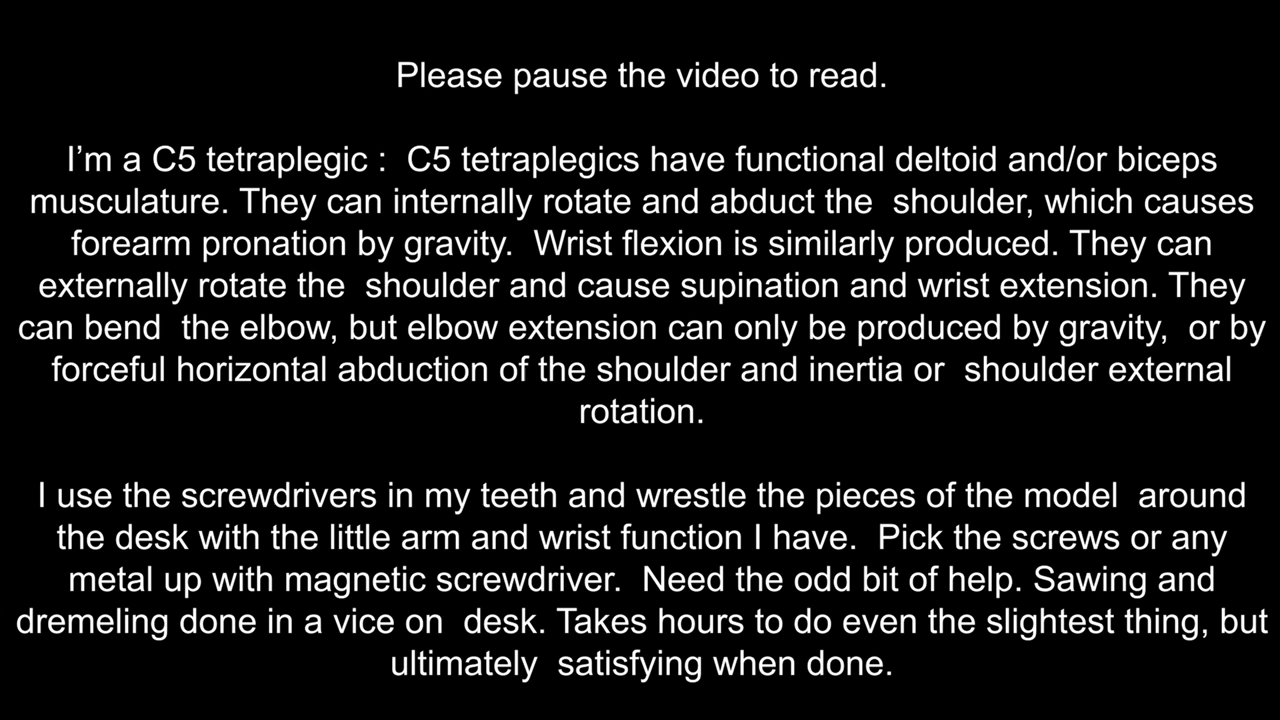 Please pause the video to read.
I'm a C5 tetraplegic :  C5 tetraplegics have functional deltoid and/or biceps
musculature. They can internally rotate and abduct the  shoulder, which causes
forearm pronation by gravity.  Wrist flexion is similarly produced. They can
externally rotate the  shoulder and cause supination and wrist extension. They
can bend  the elbow, but elbow extension can only be produced by gravity,  or by
forceful horizontal abduction of the shoulder and inertia or  shoulder external
rotation.
I use the screwdrivers in my teeth and wrestle the pieces of the model  around
the desk with the little arm and wrist function I have.  Pick the screws or any
metal up with magnetic screwdriver.  Need the odd bit of help. Sawing and
dremeling done in a vice on  desk. Takes hours to do even the slightest thing, but
ultimately  satisfying when done.